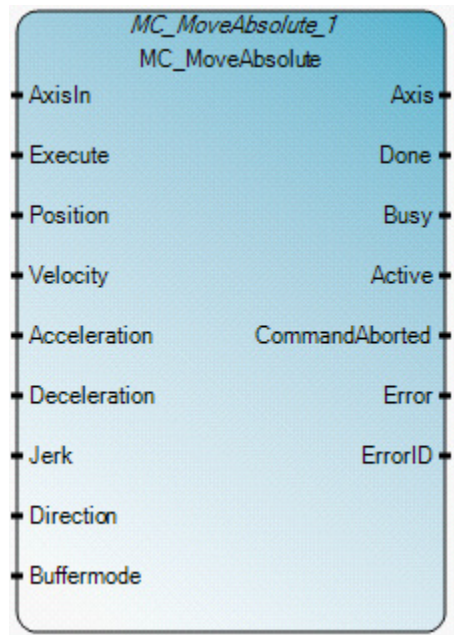 MC_MoveAbsolute_1
MC_MoveAbsolute
AxisIn Axis
Execute Done
Position Busy
Velocity Active
Acceleration CommandAborted
Deceleration Error
Jerk ErrorID
Direction
Buffermode